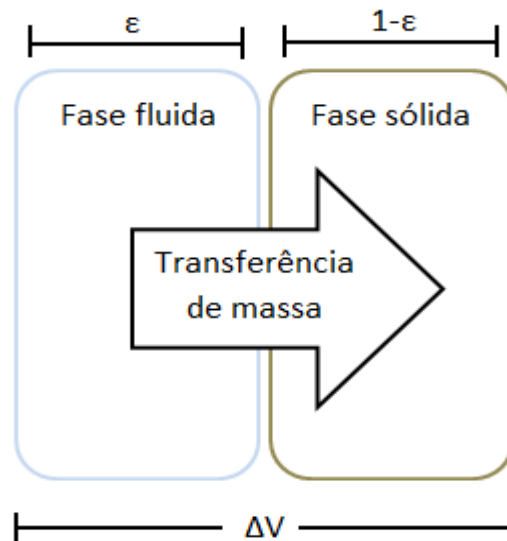 ε
1-ε
Fase fluida
Fase sólida
Transferência
de massa
ΔV